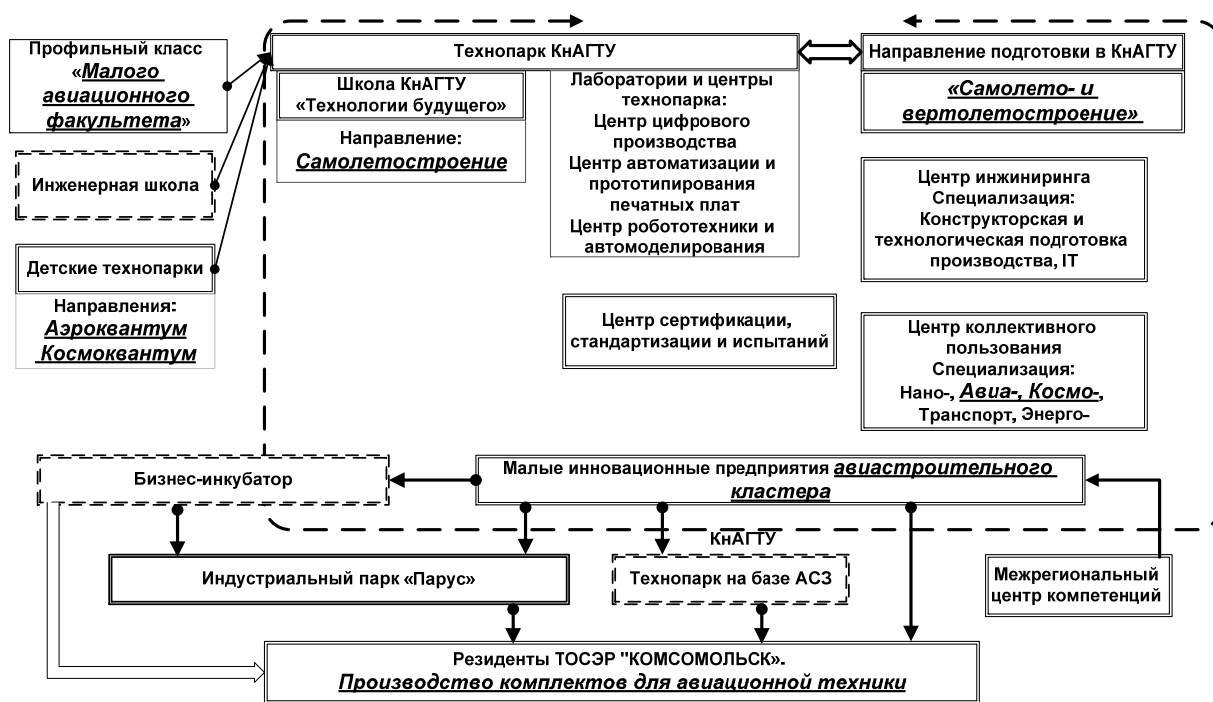 Профильный класс
«Малого
авиационного
факультета»
Инженерная школа
Детские технопарки
Направления:
Аэроквантум
Космоквантум
Технопарк КнАГТУ
Школа КнАГТУ
«Технологии будущего»
Направление:
Самолетостроение
Лаборатории и центры
технопарка:
Центр цифрового
производства
Центр автоматизации и
прототипирования
печатных плат
Центр робототехники и
автомоделирования
Направление подготовки в КнАГТУ
«Самолето- и
вертолетостроение»
Центр инжиниринга
Специализация:
Конструкторская и
технологическая подготовка
производства, IT
Центр сертификации,
стандартизации и испытаний
Центр коллективного
пользования
Специализация:
Нано-, Авиа-, Космо-,
Транспорт, Энерго-
Бизнес-инкубатор
Малые инновационные предприятия авиастроительного
кластера
КнАГТУ
Индустриальный парк «Парус»
Технопарк на базе АСЗ
Межрегиональный
центр компетенций
Резиденты ТОСЭР "КОМСОМОЛЬСК».
Производство комплектов для авиационной техники